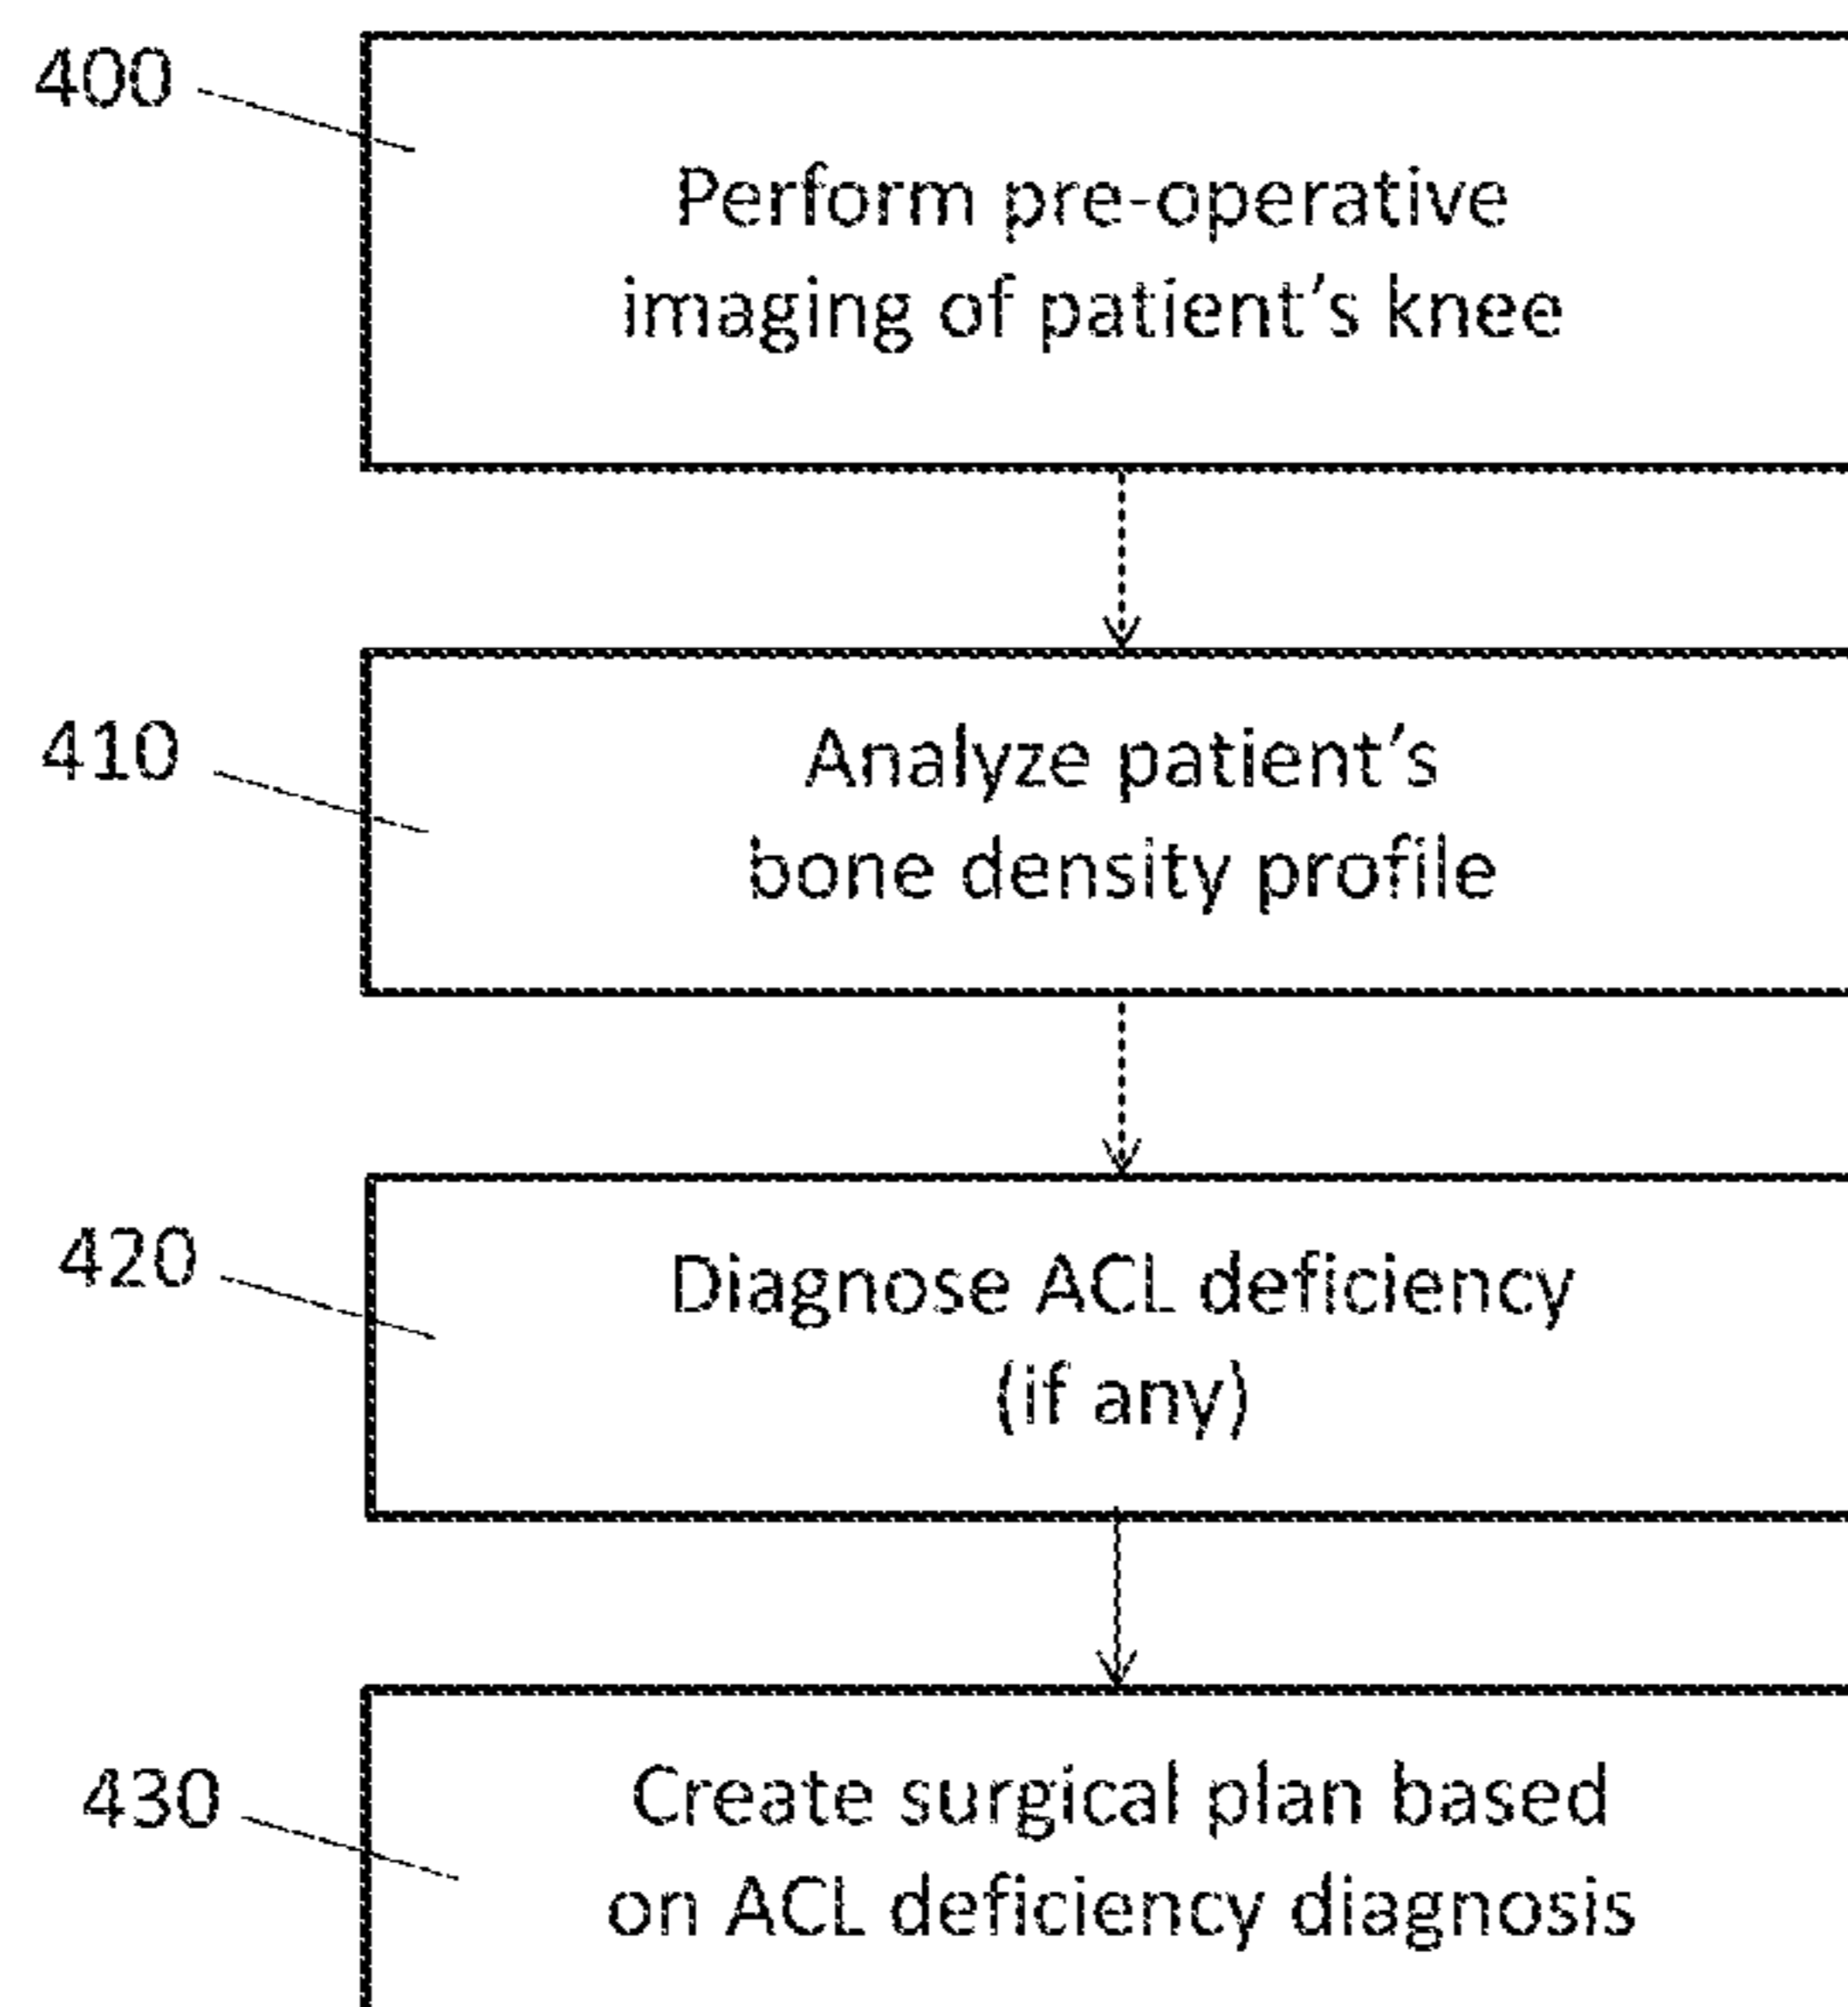 400
Perform pre-operative
imaging of patient's knee
410
Analyze patient's
bone density profile
420
Diagnose ACL deficiency
(if any)
430
Create surgical plan based
on ACL deficiency diagnosis